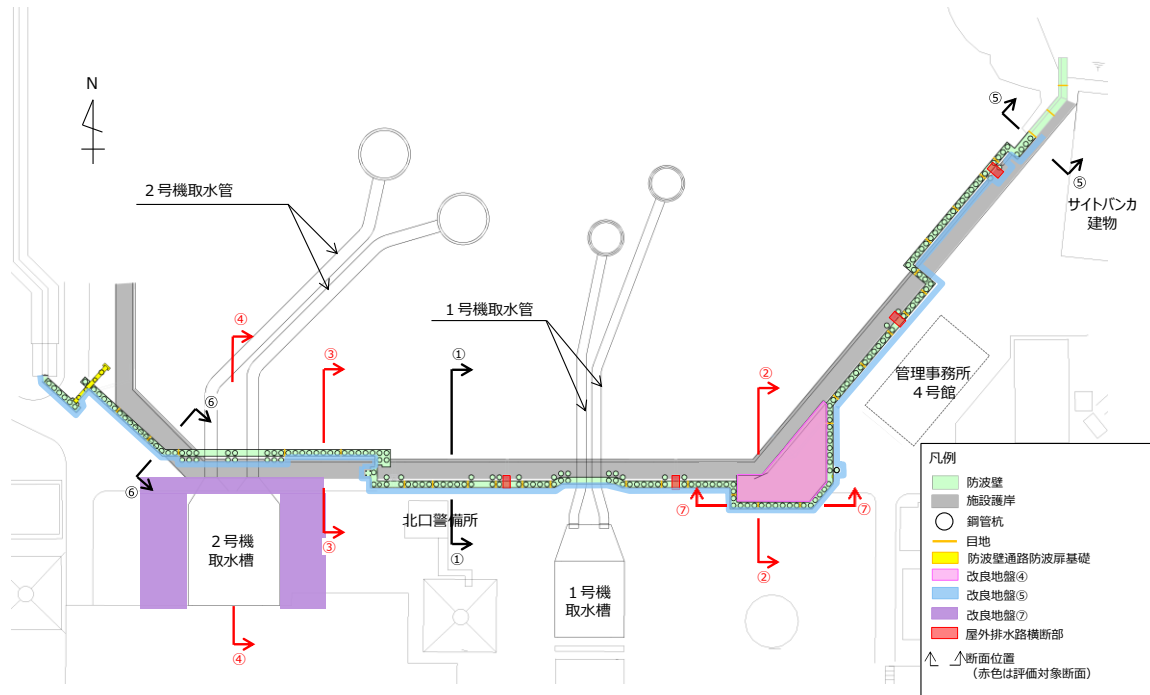 N
2号機取水管
1号機取水管
⑤
⑤
サイトバンカ
建物
④
③
①
②
⑥
管理事務所
4号館
⑥
⑦
⑦
北口警備所
③
①
②
2号機
取水槽
1号機
取水槽
④
凡例
防波壁
施設護岸
鋼管杭
目地
防波壁通路防波扉基礎
改良地盤④
改良地盤⑤
改良地盤⑦
屋外排水路横断部
断面位置
(赤色は評価対象断面)